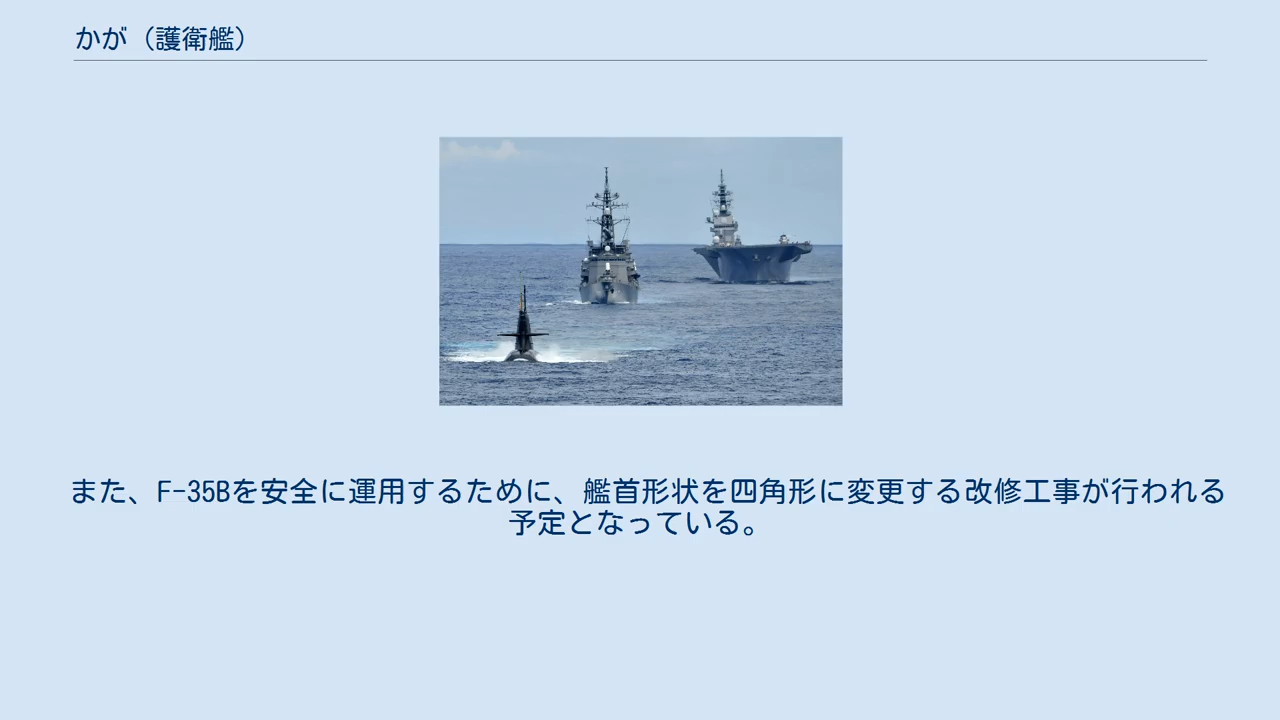 かが（護衛艦）
また、F-35Bを安全に運用するために、艦首形状を四角形に変更する改修工事が行われる
予定となっている。